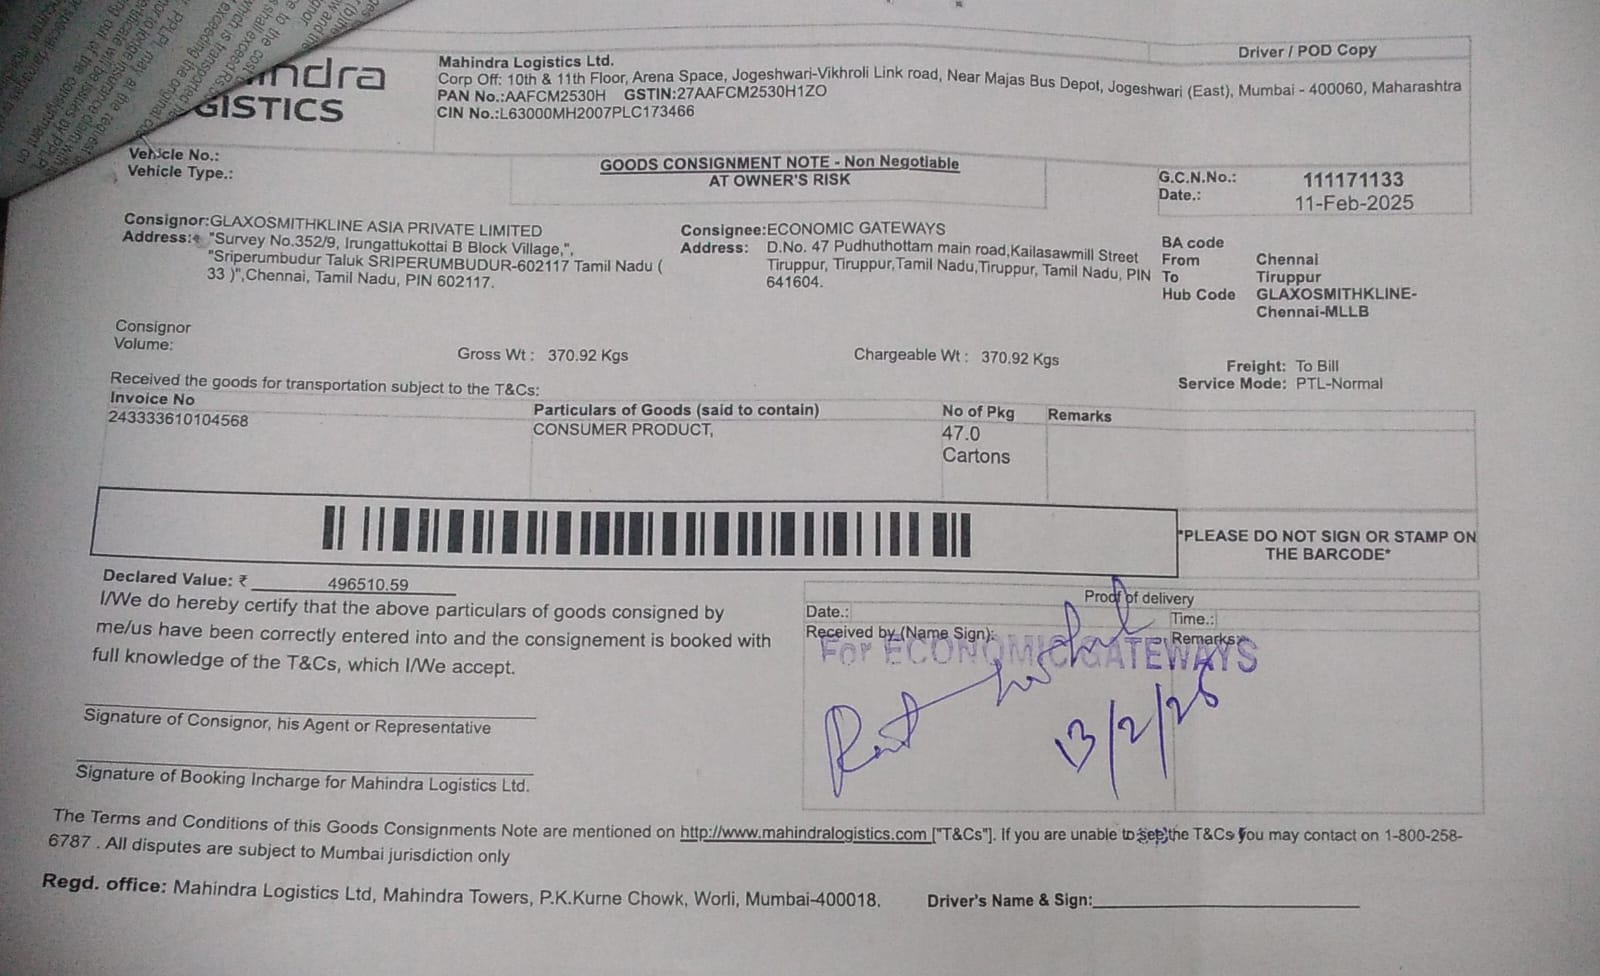 Driver / POD Copy
ndra
GISTICS
Mahindra Logistics Ltd.
Corp Off: 10th & 11th Floor, Arena Space, Jogeshwari-Vikhroli Link road, Near Majas Bus Depot, Jogeshwari (East), Mumbai - 400060, Maharashtra
PAN No.:AAFCM2530H GSTIN:27AAFCM2530H1ZO
CIN No.:L63000MH2007PLC173466
Vehicle No.:
Vehicle Type.:
GOODS CONSIGNMENT NOTE - Non Negotiable
AT OWNER'S RISK
G.C.N.No.: 111171133
Date.: 11-Feb-2025
Consignor:GLAXOSMITHKLINE ASIA PRIVATE LIMITED
Address: "Survey No.352/9, Irungattukottai B Block Village,",
"Sriperumbudur Taluk SRIPERUMBUDUR-602117 Tamil Nadu (
33 )",Chennai, Tamil Nadu, PIN 602117.
Consignee:ECONOMIC GATEWAYS
Address: D.No. 47 Pudhuthottam main road,Kailasawmill Street
Tiruppur, Tiruppur,Tamil Nadu,Tiruppur, Tamil Nadu, PIN
641604.
BA code
From Chennai
To Tiruppur
Hub Code GLAXOSMITHKLINE-
Chennai-MLLB
Consignor
Volume:
Gross Wt : 370.92 Kgs
Chargeable Wt : 370.92 Kgs
Freight: To Bill
Service Mode: PTL-Normal
Received the goods for transportation subject to the T&Cs:
Invoice No Particulars of Goods (said to contain) No of Pkg Remarks
243333610104568 CONSUMER PRODUCT, 47.0
Cartons
*PLEASE DO NOT SIGN OR STAMP ON
THE BARCODE*
Declared Value: ₹ 496510.59
I/We do hereby certify that the above particulars of goods consigned by
me/us have been correctly entered into and the consignement is booked with
full knowledge of the T&Cs, which I/We accept.
Signature of Consignor, his Agent or Representative
Signature of Booking Incharge for Mahindra Logistics Ltd.
Proof of delivery
Date.: Time.:
Received by (Name Sign): Remarks:
For ECONOMIC GATEWAYS
13/2/25
The Terms and Conditions of this Goods Consignments Note are mentioned on http://www.mahindralogistics.com ["T&Cs"]. If you are unable to see the T&Cs you may contact on 1-800-258-
6787 . All disputes are subject to Mumbai jurisdiction only
Regd. office: Mahindra Logistics Ltd, Mahindra Towers, P.K.Kurne Chowk, Worli, Mumbai-400018.
Driver's Name & Sign: